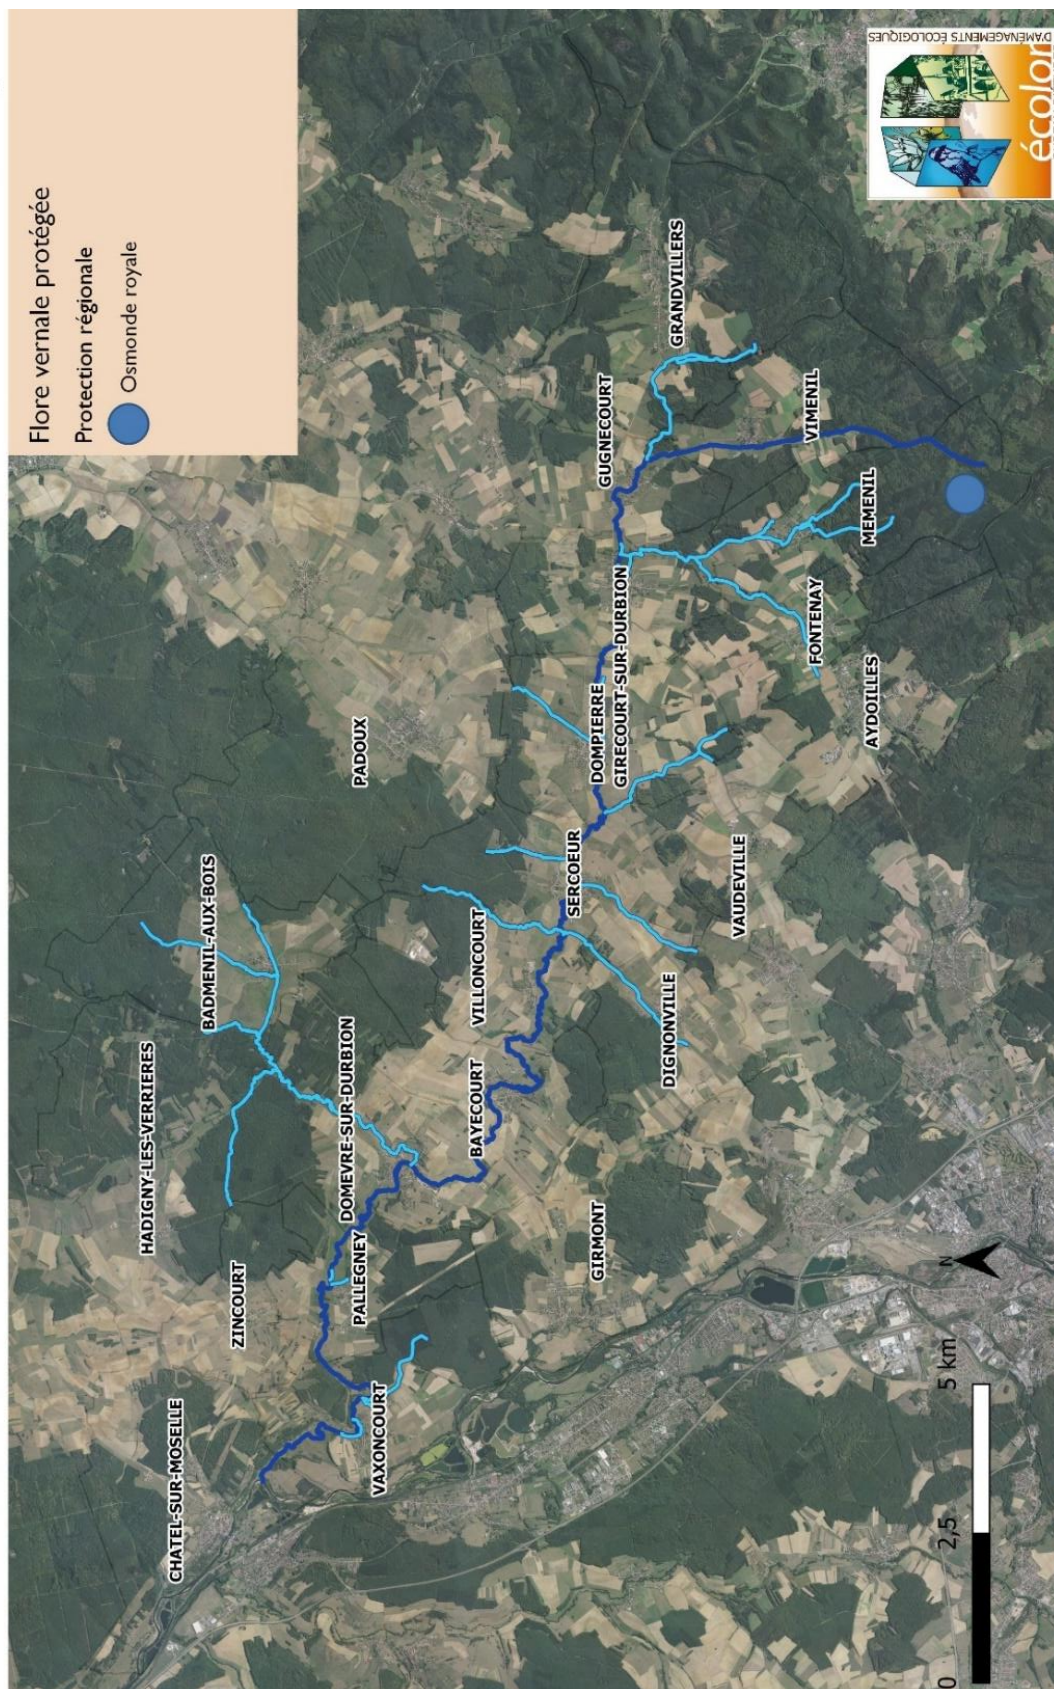 Flore vernale protégée
Protection régionale
Osmonde royale
CHATEL-SUR-MOSELLE
HADIGNY-LES-VERRIERES
BADMENIL-AUX-BOIS
ZINCOURT
DOMEVRE-SUR-DURBION
PADOUX
PALLEGNEY
VAXONCOURT
BAYECOURT
VILLONCOURT
SERCOEUR
DOMPIERRE
GUGNECOURT
GIRECOURT-SUR-DURBION
GRANDVILLERS
GIRMONT
DIGNONVILLE
VAUDEVILLE
FONTENAY
VIMENIL
MEMENIL
AYDOILLES
N
0
2,5
5 km
D'AMÉNAGEMENTS ÉCOLOGIQUES
écolor